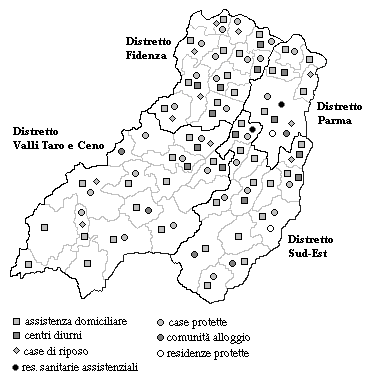 Distretto
Fidenza
Distretto
Parma
Distretto
Valli Taro e Ceno
Distretto
Sud-Est
assistenza domiciliare
case protette
centri diurni
comunità alloggio
case di riposo
residenze protette
res. sanitarie assistenziali